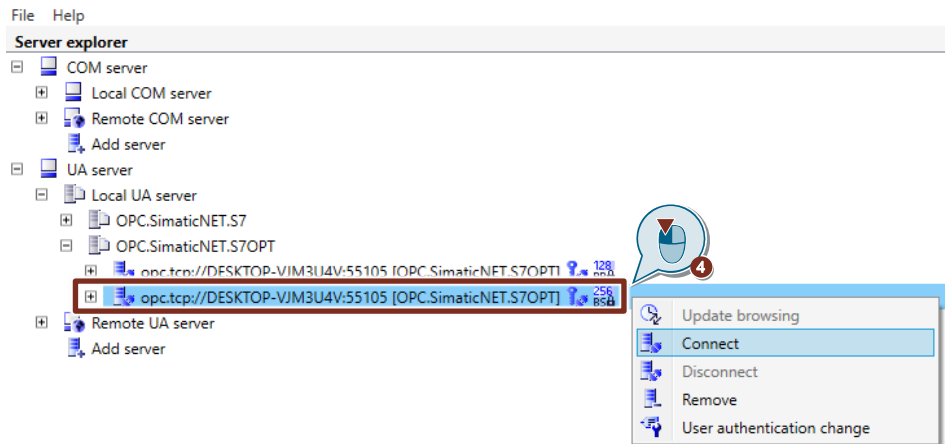 File Help
Server explorer
COM server
Local COM server
Remote COM server
Add server
UA server
Local UA server
OPC.SimaticNET.S7
OPC.SimaticNET.S7OPT
opc.tcp://DESKTOP-VJM3U4V:55105 [OPC.SimaticNET.S7OPT] 128
4
opc.tcp://DESKTOP-VJM3U4V:55105 [OPC.SimaticNET.S7OPT] 256
BS
Remote UA server
Add server
Update browsing
Connect
Disconnect
Remove
User authentication change